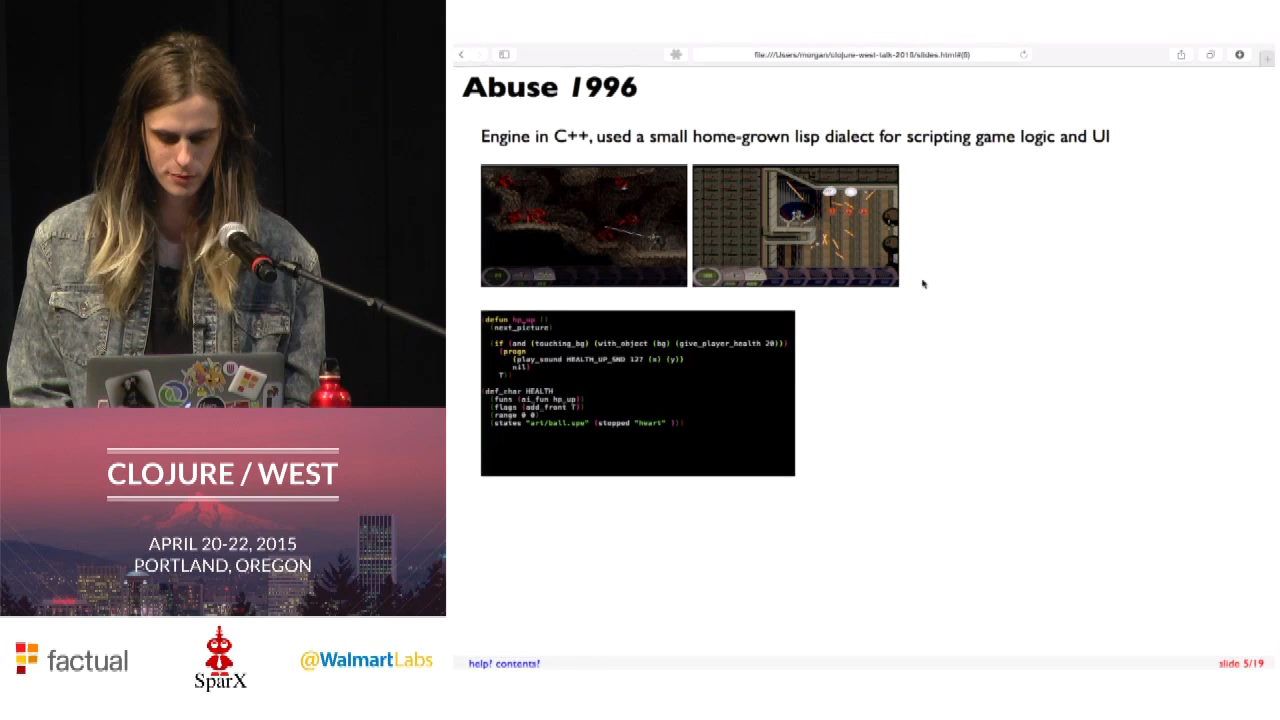 file:///Users/morgan/clojure-west-talk-2015/slides.html#(5)
Abuse 1996
Engine in C++, used a small home-grown lisp dialect for scripting game logic and UI
(defun hp_up ()
(next_picture)
(if (and (touching_bg) (with_object (bg) (give_player_health 20)))
(progn
(play_sound HEALTH_UP_SND 127 (x) (y))
nil)
T))
(def_char HEALTH
(funs (ai_fun hp_up))
(flags (add_front T))
(range 0 0)
(states "art/ball.spe" (stopped "heart" )))
help? contents?
slide 5/19
CLOJURE / WEST
APRIL 20-22, 2015
PORTLAND, OREGON
factual
SparX
@WalmartLabs